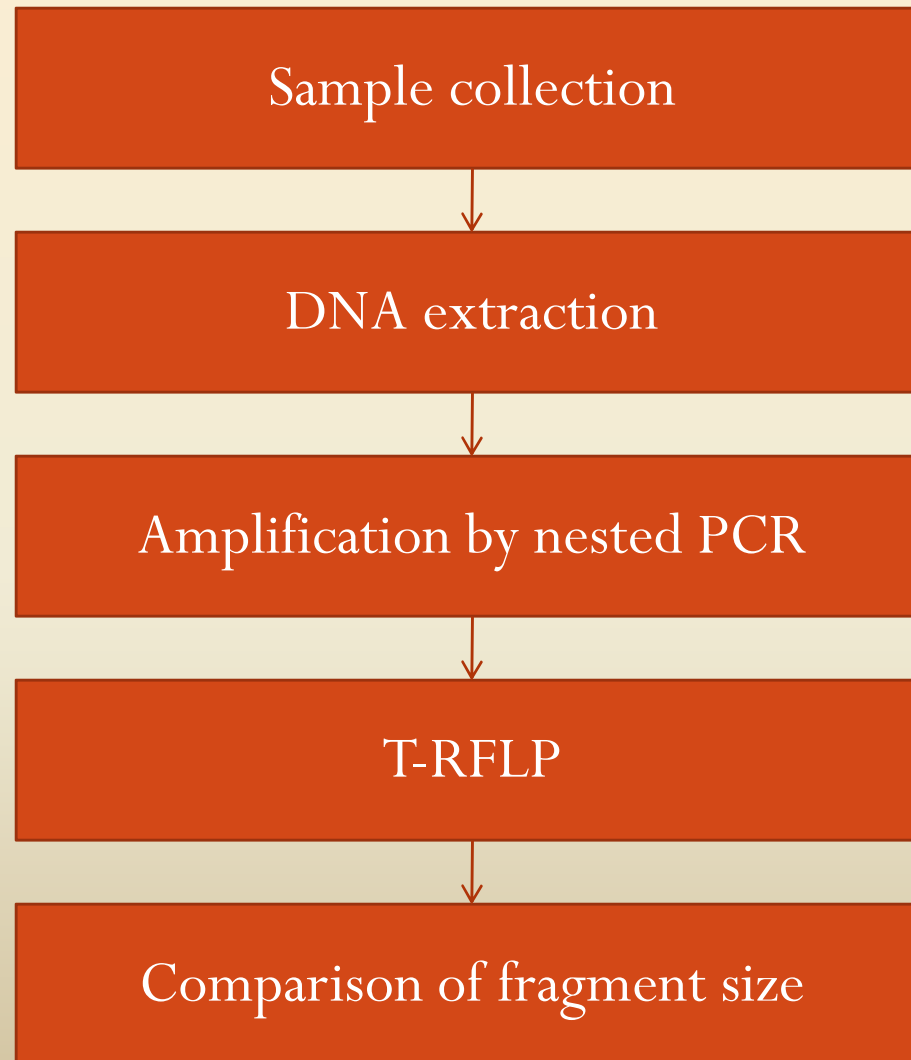 Sample collection
DNA extraction
Amplification by nested PCR
T-RFLP
Comparison of fragment size